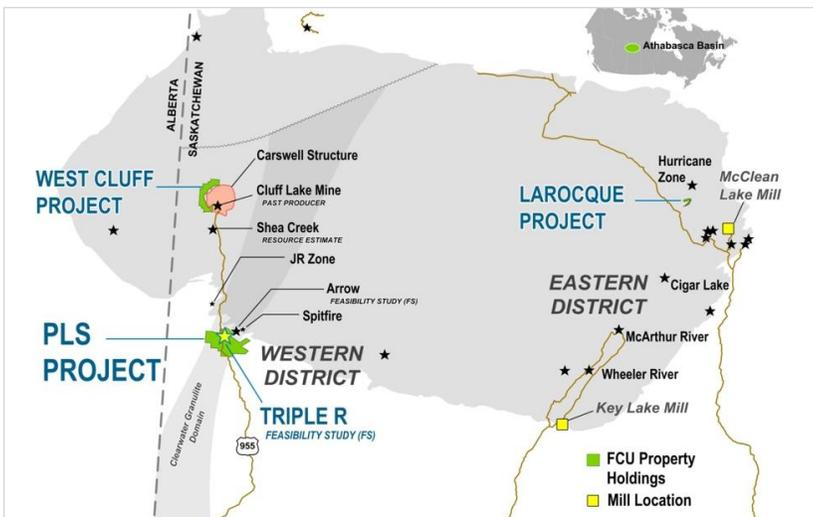 Athabasca Basin
ALBERTA
SASKATCHEWAN
Carswell Structure
WEST CLUFF
PROJECT
Cluff Lake Mine
PAST PRODUCER
Shea Creek
RESOURCE ESTIMATE
JR Zone
Arrow
FEASIBILITY STUDY (FS)
Spitfire
PLS
PROJECT
WESTERN
DISTRICT
TRIPLE R
FEASIBILITY STUDY (FS)
Clearwater Granulite
Domain
955
Hurricane
Zone
McClean
Lake Mill
LAROCQUE
PROJECT
EASTERN
DISTRICT
Cigar Lake
McArthur River
Wheeler River
Key Lake Mill
FCU Property
Holdings
Mill Location